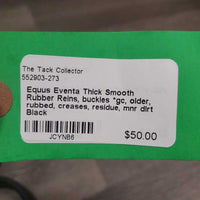 The Tack Collector
552903-273
Equus Eventa Thick Smooth
Rubber Reins, buckles *gc, older,
rubbed, creases, residue, mnr dirt
Black
$50.00
JCYNB6